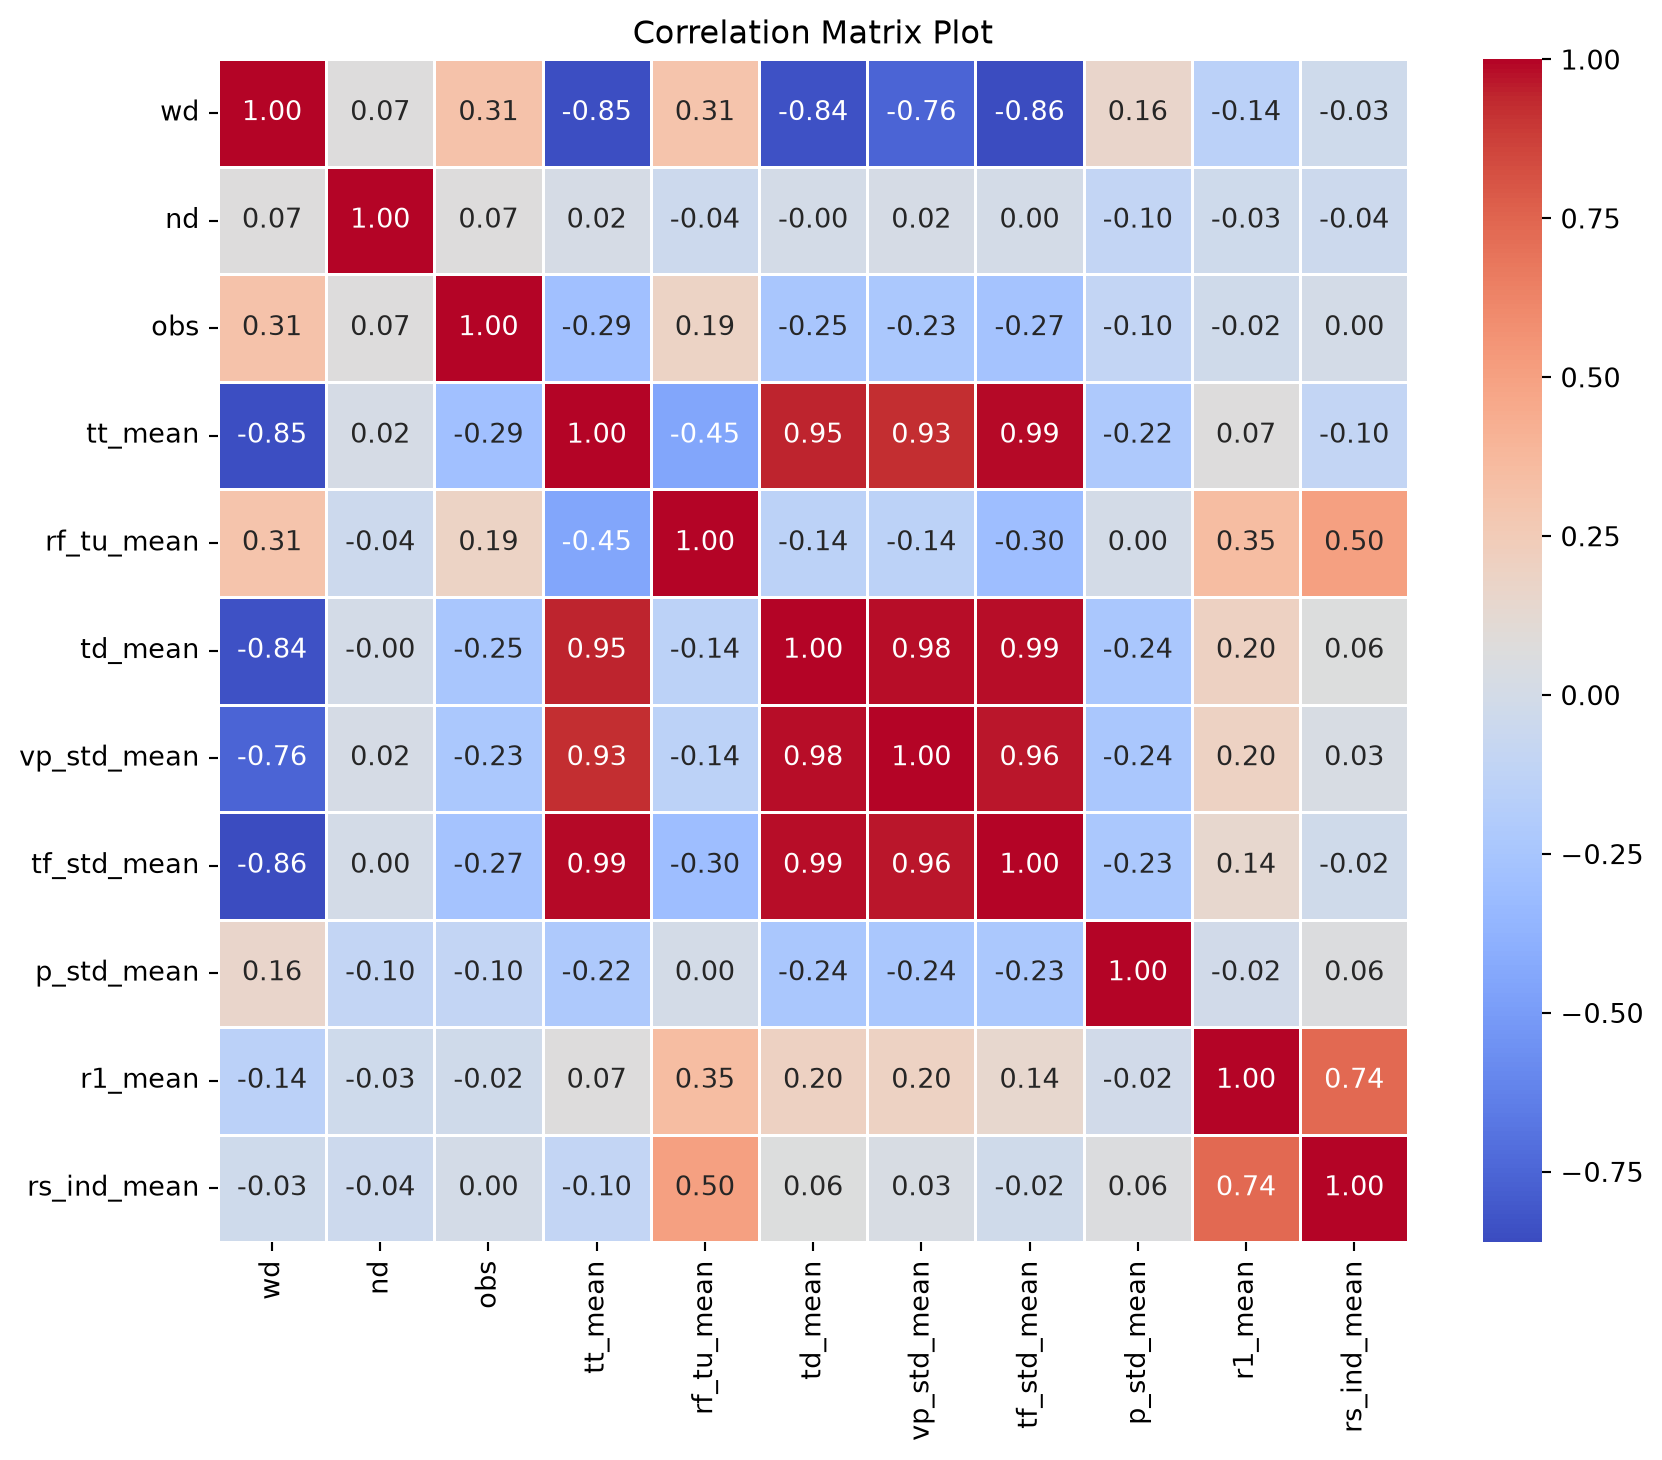 Correlation Matrix Plot
wd 1.00 0.07 0.31 -0.85 0.31 -0.84 -0.76 -0.86 0.16 -0.14 -0.03
nd 0.07 1.00 0.07 0.02 -0.04 -0.00 0.02 0.00 -0.10 -0.03 -0.04
obs 0.31 0.07 1.00 -0.29 0.19 -0.25 -0.23 -0.27 -0.10 -0.02 0.00
tt_mean -0.85 0.02 -0.29 1.00 -0.45 0.95 0.93 0.99 -0.22 0.07 -0.10
rf_tu_mean 0.31 -0.04 0.19 -0.45 1.00 -0.14 -0.14 -0.30 0.00 0.35 0.50
td_mean -0.84 -0.00 -0.25 0.95 -0.14 1.00 0.98 0.99 -0.24 0.20 0.06
vp_std_mean -0.76 0.02 -0.23 0.93 -0.14 0.98 1.00 0.96 -0.24 0.20 0.03
tf_std_mean -0.86 0.00 -0.27 0.99 -0.30 0.99 0.96 1.00 -0.23 0.14 -0.02
p_std_mean 0.16 -0.10 -0.10 -0.22 0.00 -0.24 -0.24 -0.23 1.00 -0.02 0.06
r1_mean -0.14 -0.03 -0.02 0.07 0.35 0.20 0.20 0.14 -0.02 1.00 0.74
rs_ind_mean -0.03 -0.04 0.00 -0.10 0.50 0.06 0.03 -0.02 0.06 0.74 1.00
wd nd obs tt_mean rf_tu_mean td_mean vp_std_mean tf_std_mean p_std_mean r1_mean rs_ind_mean
1.00
0.75
0.50
0.25
0.00
−0.25
−0.50
−0.75